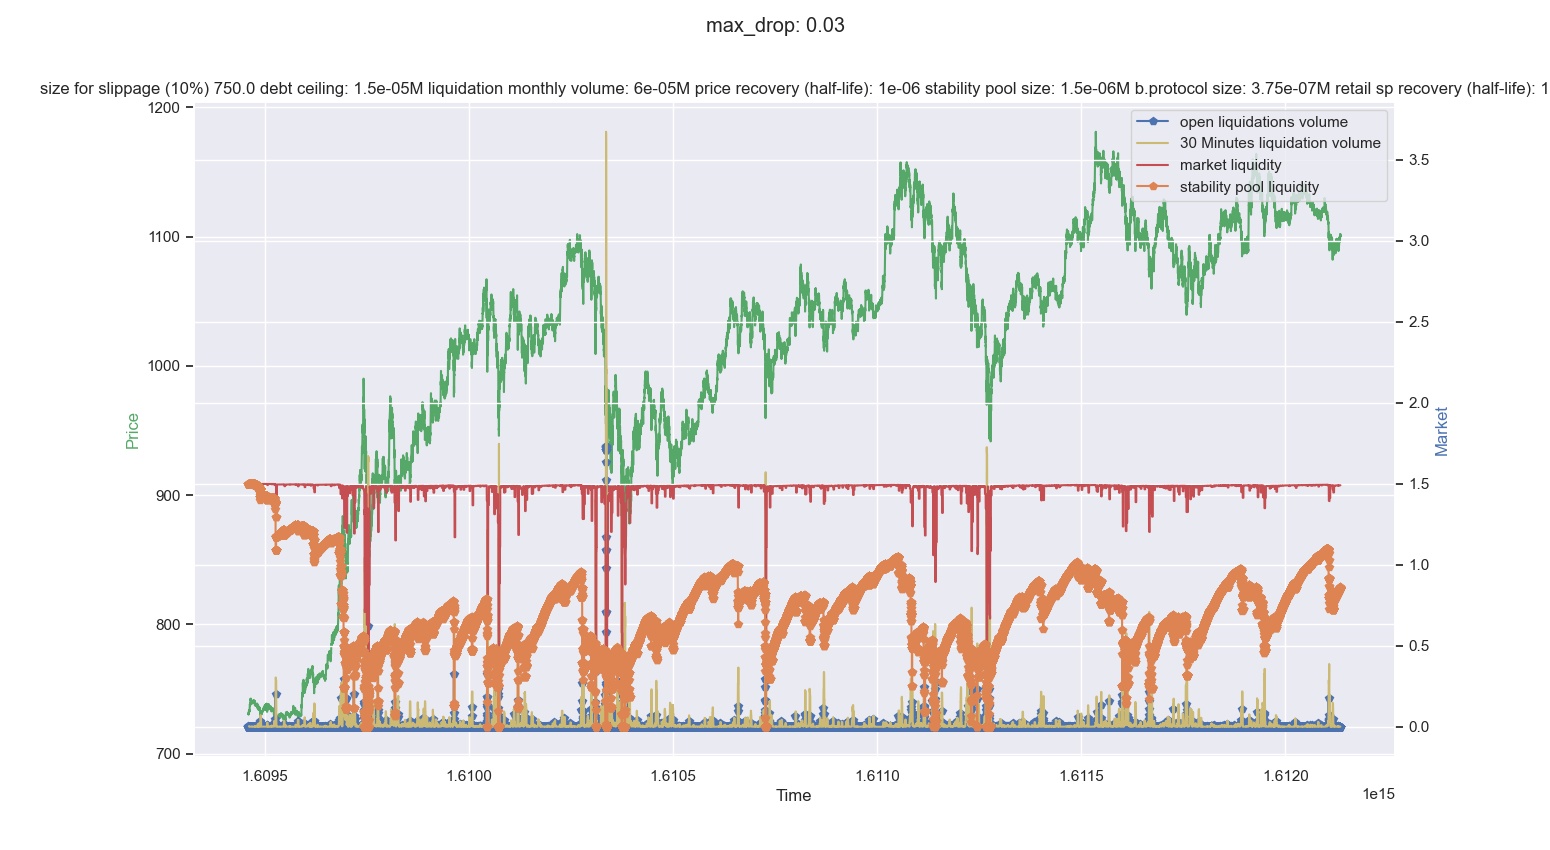 max_drop: 0.03
size for slippage (10%) 750.0 debt ceiling: 1.5e-05M liquidation monthly volume: 6e-05M price recovery (half-life): 1e-06 stability pool size: 1.5e-06M b.protocol size: 3.75e-07M retail sp recovery (half-life): 1
open liquidations volume
30 Minutes liquidation volume
market liquidity
stability pool liquidity
1200
1100
1000
900
800
700
Price
3.5
3.0
2.5
2.0
1.5
1.0
0.5
0.0
Market
1.6095 1.6100 1.6105 1.6110 1.6115 1.6120
1e15
Time